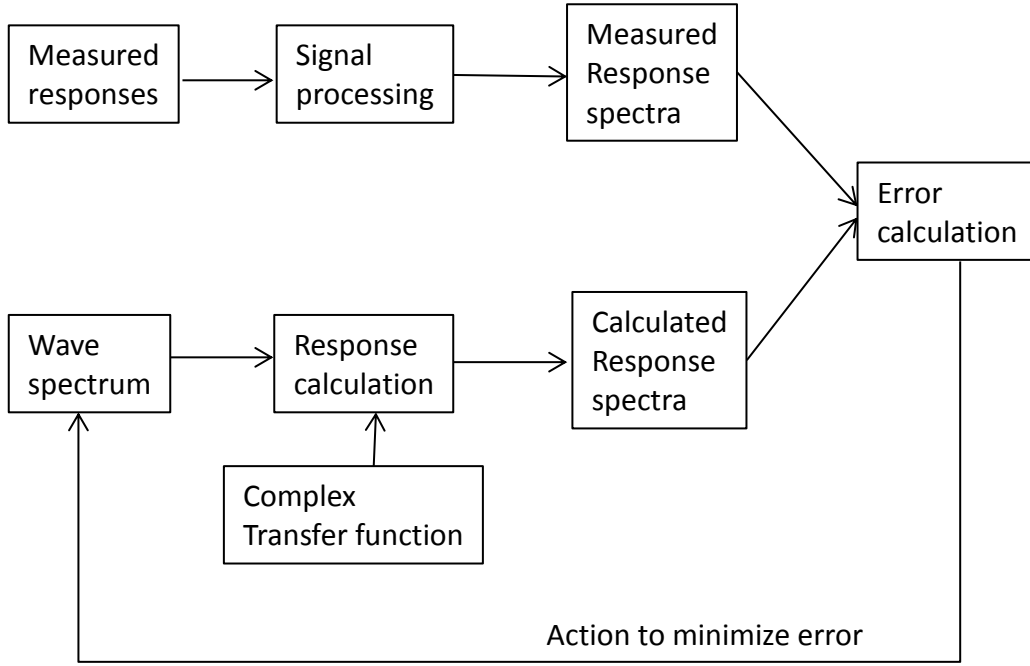 Measured
responses
Signal
processing
Measured
Response
spectra
Error
calculation
Wave
spectrum
Response
calculation
Calculated
Response
spectra
Complex
Transfer function
Action to minimize error